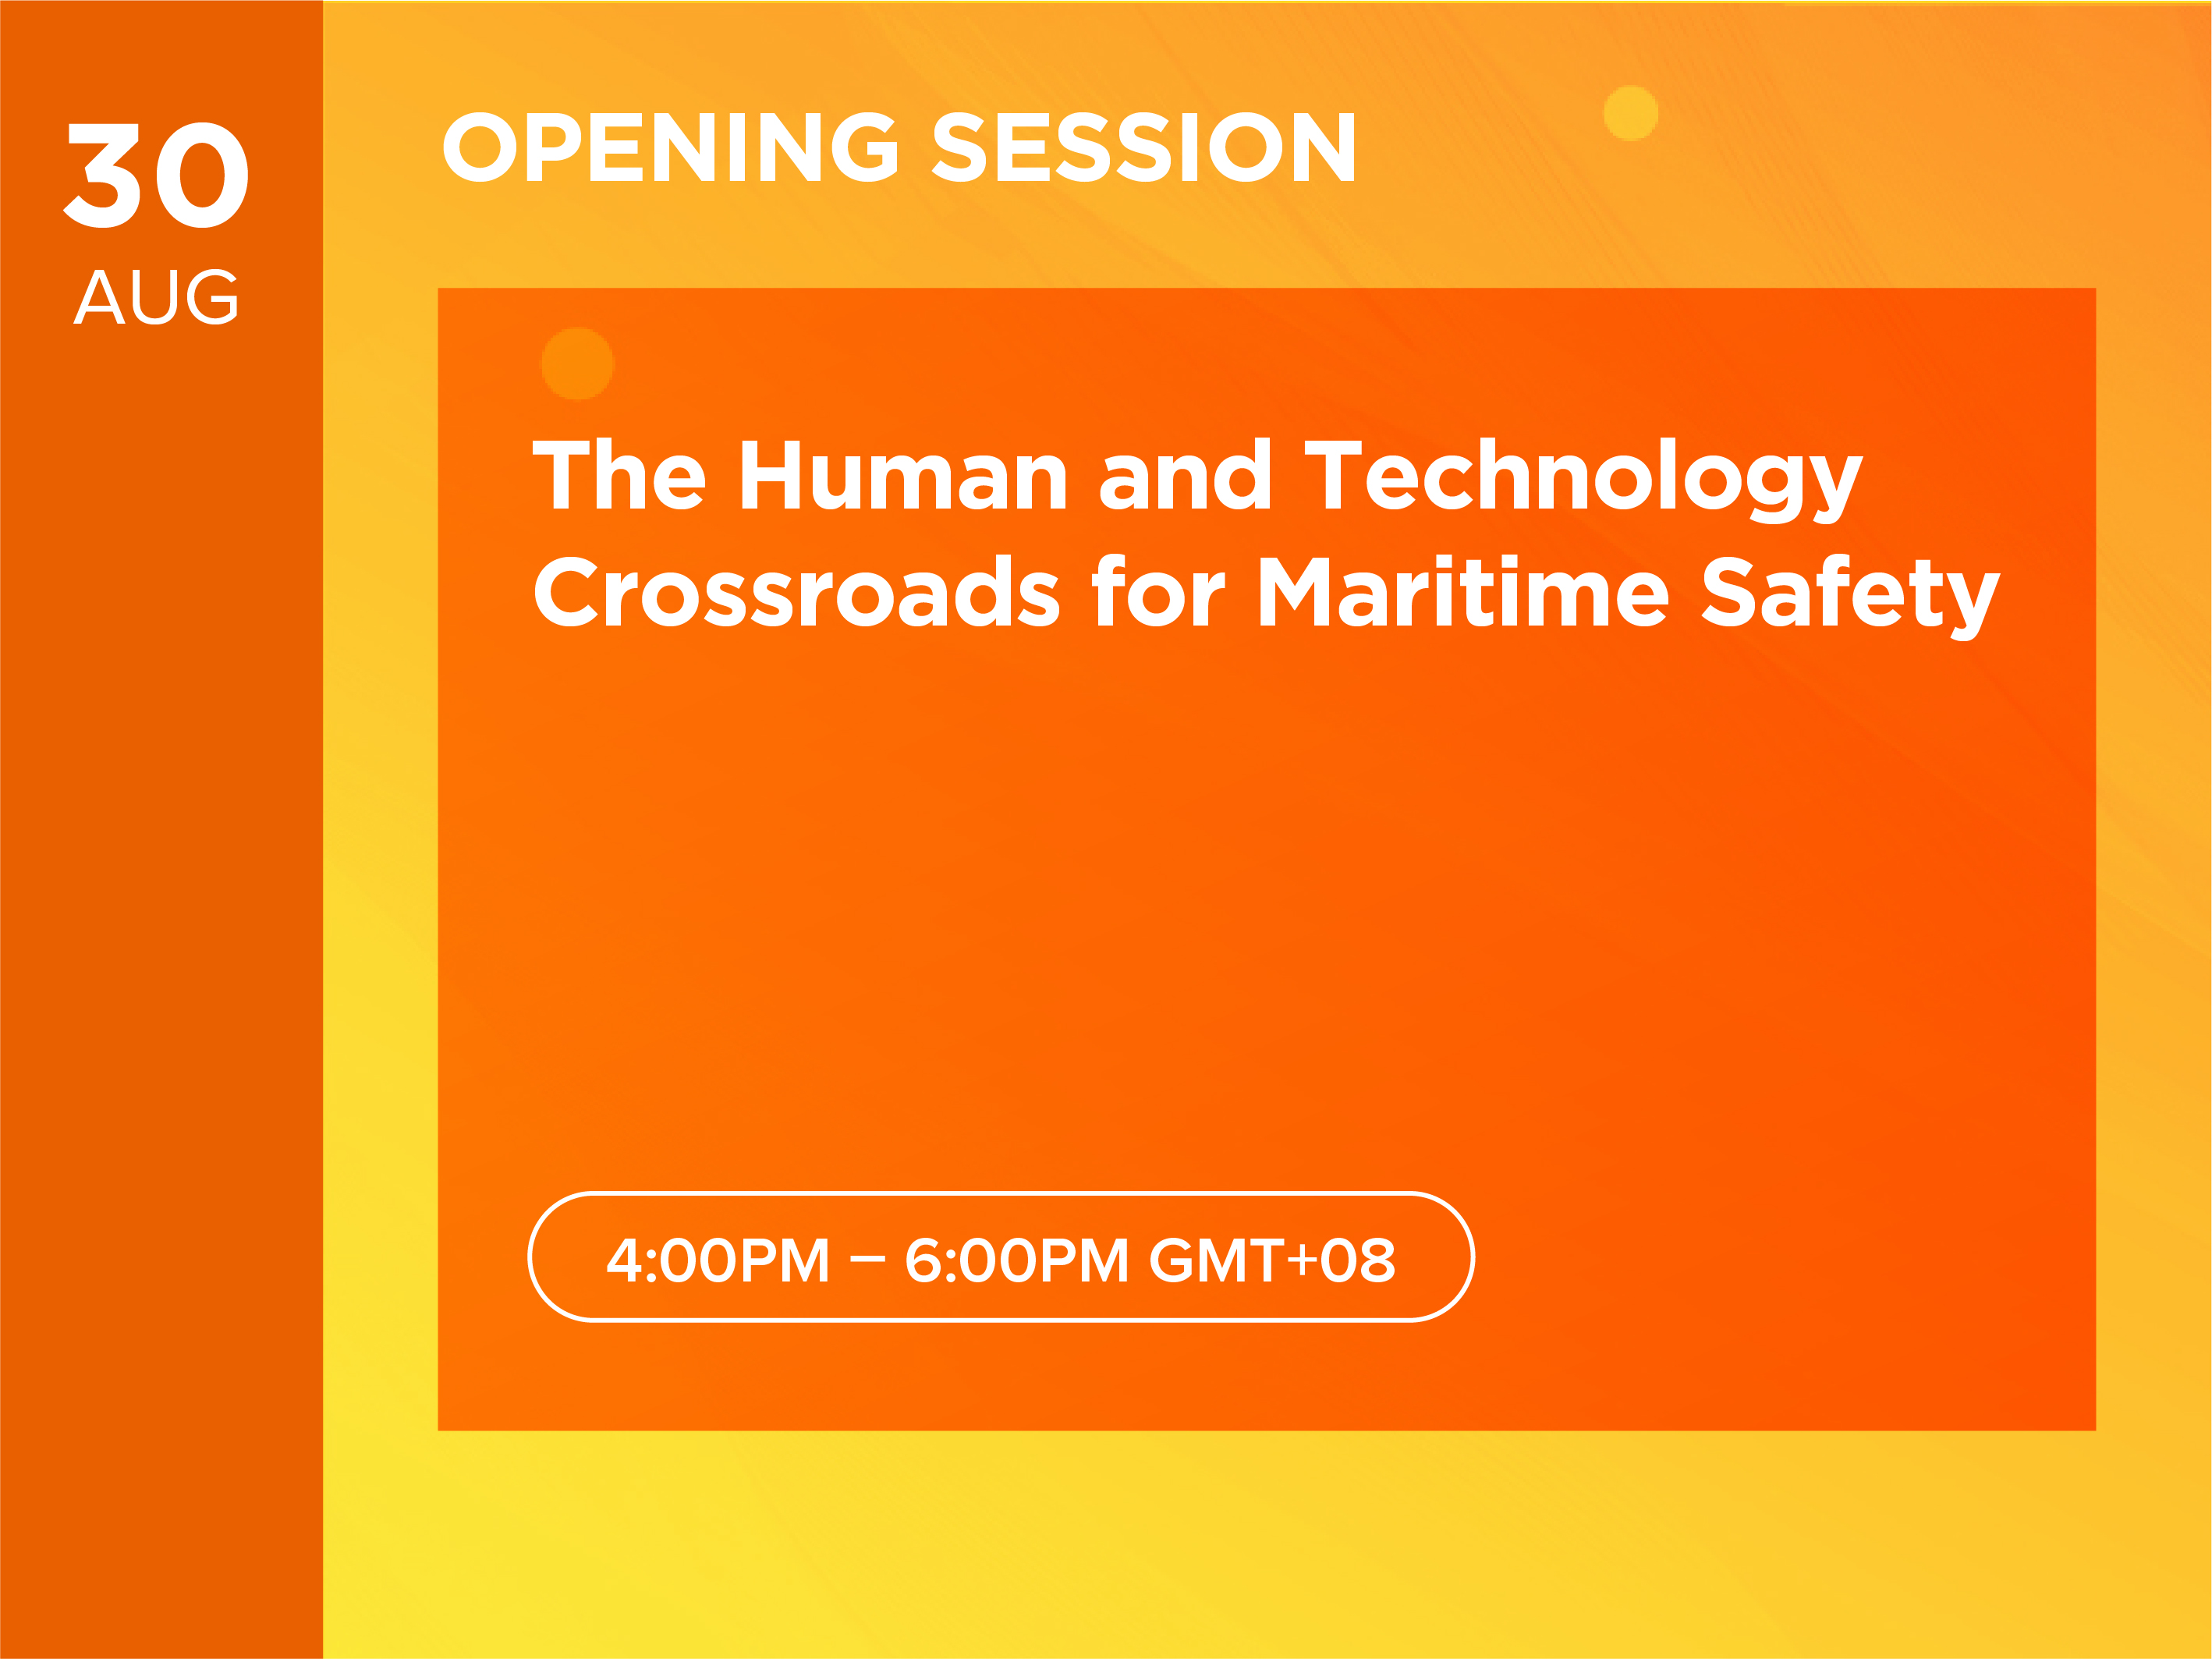 30
AUG
OPENING SESSION
The Human and Technology
Crossroads for Maritime Safety
4:00PM — 6:00PM GMT+08